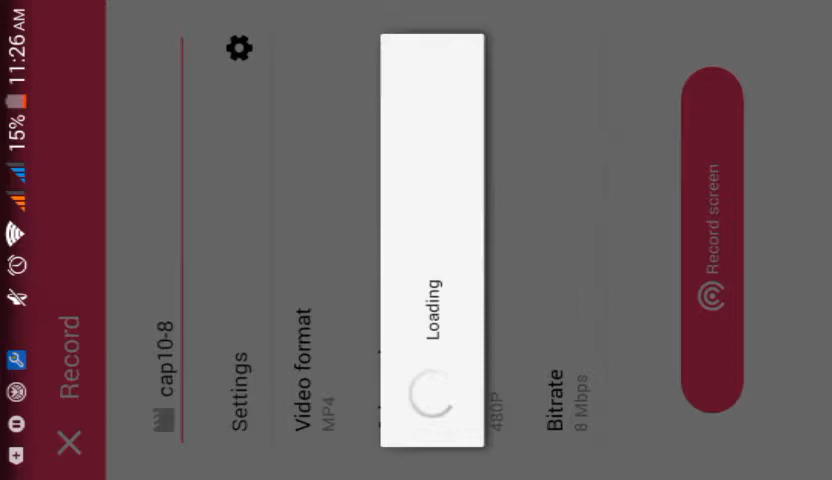 15% 11:26 AM
Record
cap10-8
Settings
Video format
MP4
Loading
480P
Bitrate
8 Mbps
Record screen